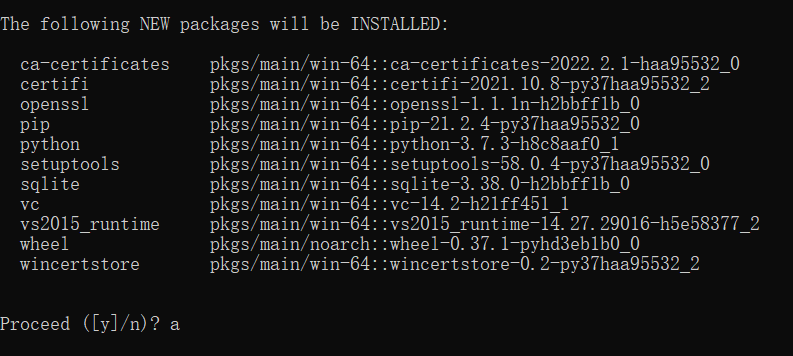 The following NEW packages will be INSTALLED:
ca-certificates pkgs/main/win-64::ca-certificates-2022.2.1-haa95532_0
certifi pkgs/main/win-64::certifi-2021.10.8-py37haa95532_2
openssl pkgs/main/win-64::openssl-1.1.1n-h2bbff1b_0
pip pkgs/main/win-64::pip-21.2.4-py37haa95532_0
python pkgs/main/win-64::python-3.7.3-h8c8aaf0_1
setuptools pkgs/main/win-64::setuptools-58.0.4-py37haa95532_0
sqlite pkgs/main/win-64::sqlite-3.38.0-h2bbff1b_0
vc pkgs/main/win-64::vc-14.2-h21ff451_1
vs2015_runtime pkgs/main/win-64::vs2015_runtime-14.27.29016-h5e58377_2
wheel pkgs/main/noarch::wheel-0.37.1-pyhd3eb1b0_0
wincertstore pkgs/main/win-64::wincertstore-0.2-py37haa95532_2
Proceed ([y]/n)? a